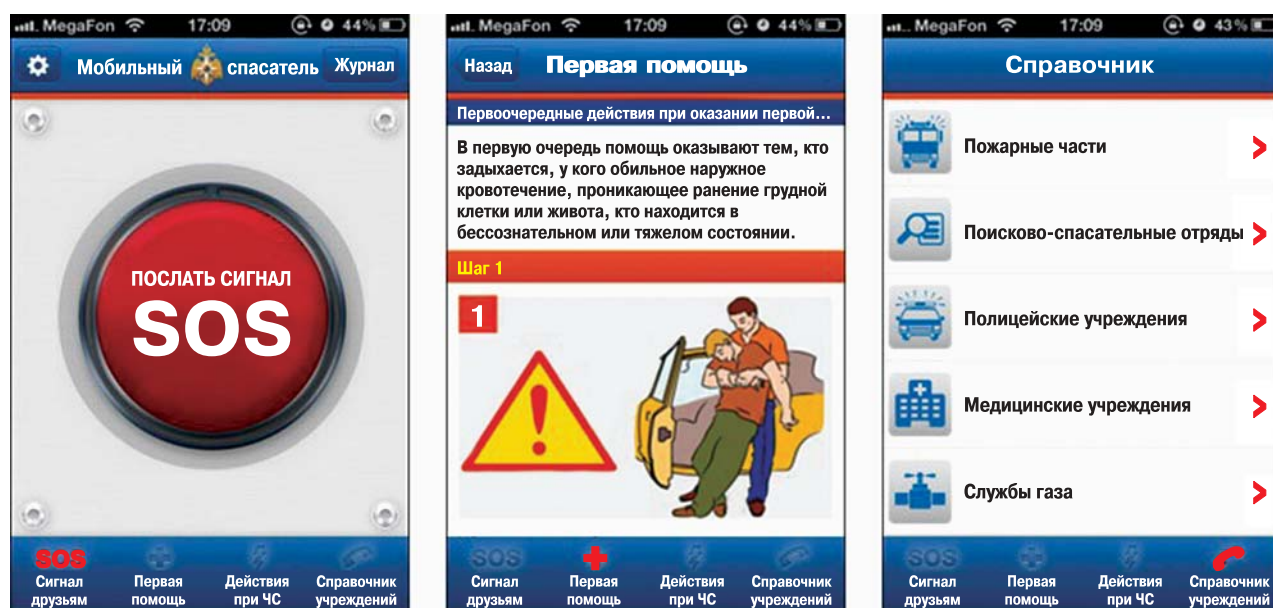 MegaFon 17:09 44%
Мобильный спасатель Журнал
ПОСЛАТЬ СИГНАЛ
SOS
SOS
Сигнал друзьям
Первая помощь
Действия при ЧС
Справочник учреждений
MegaFon 17:09 44%
Назад Первая помощь
Первоочередные действия при оказании первой...
В первую очередь помощь оказывают тем, кто
задыхается, у кого обильное наружное
кровотечение, проникающее ранение грудной
клетки или живота, кто находится в
бессознательном или тяжелом состоянии.
Шаг 1
1
SOS
Сигнал друзьям
Первая помощь
Действия при ЧС
Справочник учреждений
MegaFon 17:09 43%
Справочник
Пожарные части
Поисково-спасательные отряды
Полицейские учреждения
Медицинские учреждения
Службы газа
SOS
Сигнал друзьям
Первая помощь
Действия при ЧС
Справочник учреждений